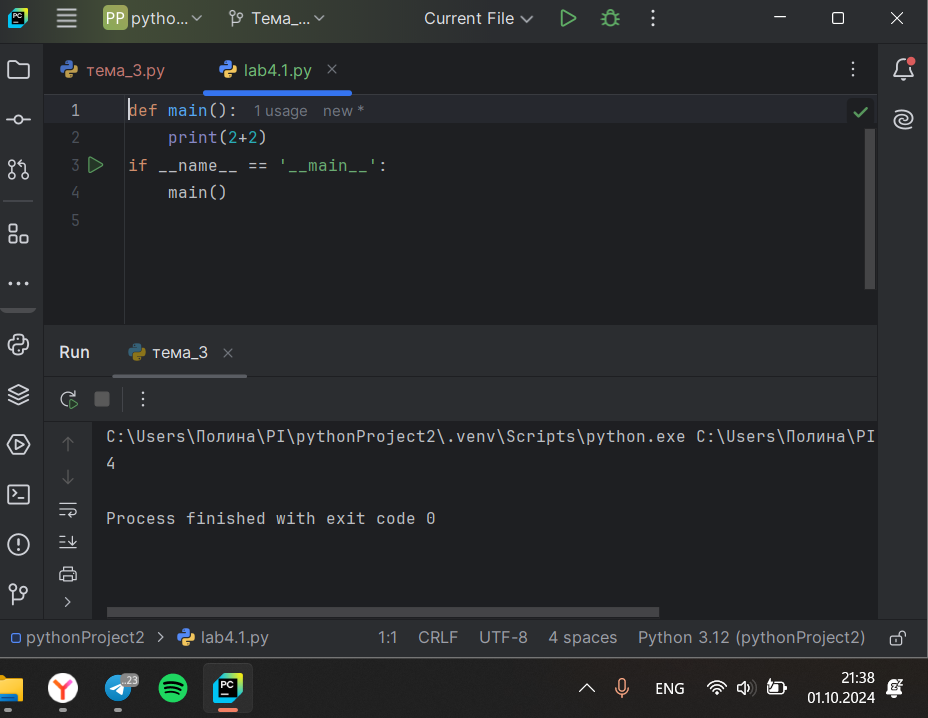 PC PP pytho... Тема_... Current File
тема_3.py lab4.1.py
1 def main(): 1 usage new *
2 print(2+2)
3 if __name__ == '__main__':
4 main()
5
Run тема_3
C:\Users\Полина\PI\pythonProject2\.venv\Scripts\python.exe C:\Users\Полина\PI
4
Process finished with exit code 0
pythonProject2 > lab4.1.py 1:1 CRLF UTF-8 4 spaces Python 3.12 (pythonProject2)
Y ..23 PC ENG 21:38
01.10.2024